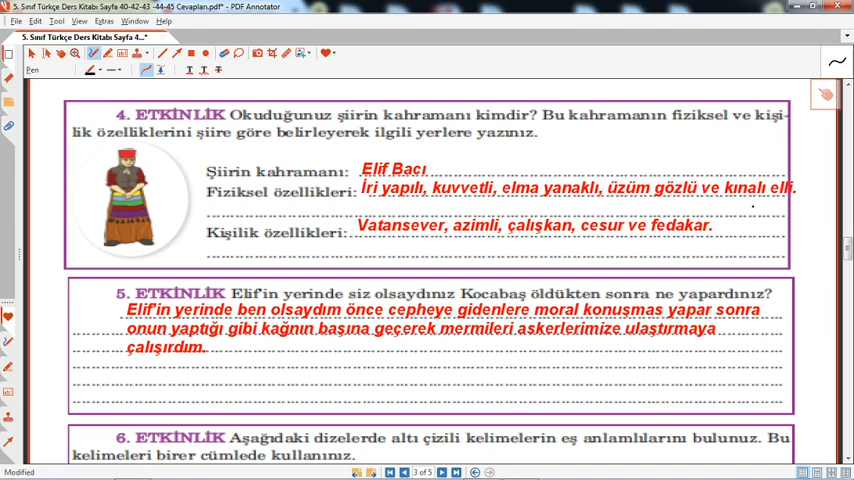 5. Sınıf Türkçe Ders Kitabı Sayfa 40-42-43 -44-45 Cevapları.pdf* - PDF Annotator
File Edit Tool View Extras Window Help
5. Sınıf Türkçe Ders Kitabı Sayfa 4...*
Pen
4. ETKİNLİK Okuduğunuz şiirin kahramanı kimdir? Bu kahramanın fiziksel ve kişi-
lik özelliklerini şiire göre belirleyerek ilgili yerlere yazınız.
Şiirin kahramanı: Elif Bacı
Fiziksel özellikleri: İri yapılı, kuvvetli, elma yanaklı, üzüm gözlü ve kınalı elli.
Kişilik özellikleri: Vatansever, azimli, çalışkan, cesur ve fedakar.
5. ETKİNLİK Elif'in yerinde siz olsaydınız Kocabaş öldükten sonra ne yapardınız?
Elif'in yerinde ben olsaydım önce cepheye gidenlere moral konuşmas yapar sonra
onun yaptığı gibi kağnın başına geçerek mermileri askerlerimize ulaştırmaya
çalışırdım.
6. ETKİNLİK Aşağıdaki dizelerde altı çizili kelimelerin eş anlamlılarını bulunuz. Bu
kelimeleri birer cümlede kullanınız.
Modified
3 of 5